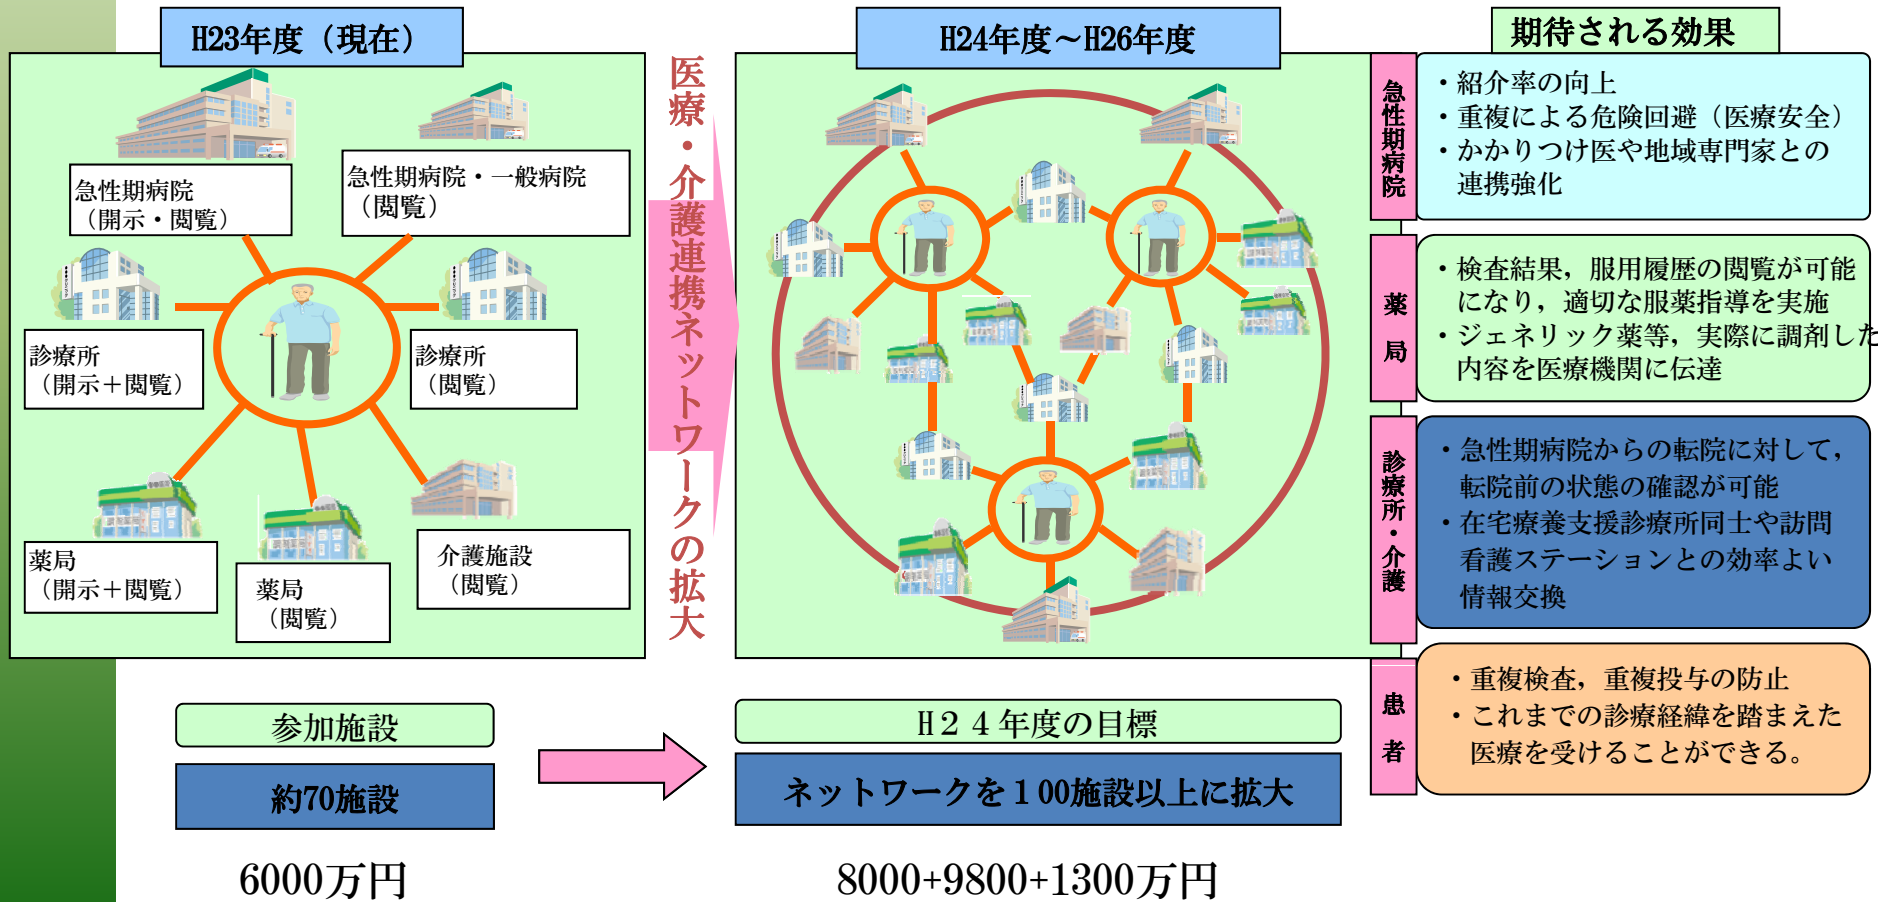 H23年度（現在）
急性期病院
（開示・閲覧）
急性期病院・一般病院
（閲覧）
診療所
（開示＋閲覧）
診療所
（閲覧）
薬局
（開示＋閲覧）
薬局
（閲覧）
介護施設
（閲覧）
医療・介護連携ネットワークの拡大
H24年度～H26年度
期待される効果
急性期病院
・紹介率の向上
・重複による危険回避（医療安全）
・かかりつけ医や地域専門家との
連携強化
薬局
・検査結果，服用履歴の閲覧が可能
になり，適切な服薬指導を実施
・ジェネリック薬等，実際に調剤した
内容を医療機関に伝達
診療所・介護
・急性期病院からの転院に対して，
転院前の状態の確認が可能
・在宅療養支援診療所同士や訪問
看護ステーションとの効率よい
情報交換
患者
・重複検査，重複投与の防止
・これまでの診療経緯を踏まえた
医療を受けることができる。
参加施設
約70施設
H２４年度の目標
ネットワークを１00施設以上に拡大
6000万円
8000+9800+1300万円